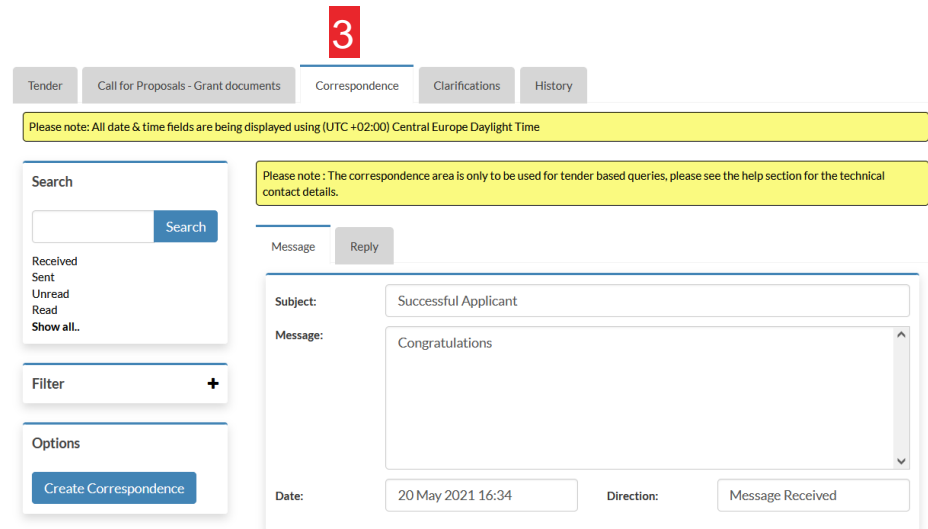 3
Tender Call for Proposals - Grant documents Correspondence Clarifications History
Please note: All date & time fields are being displayed using (UTC +02:00) Central Europe Daylight Time
Search
Search
Received
Sent
Unread
Read
Show all..
Filter +
Options
Create Correspondence
Please note : The correspondence area is only to be used for tender based queries, please see the help section for the technical
contact details.
Message Reply
Subject: Successful Applicant
Message: Congratulations
Date: 20 May 2021 16:34 Direction: Message Received